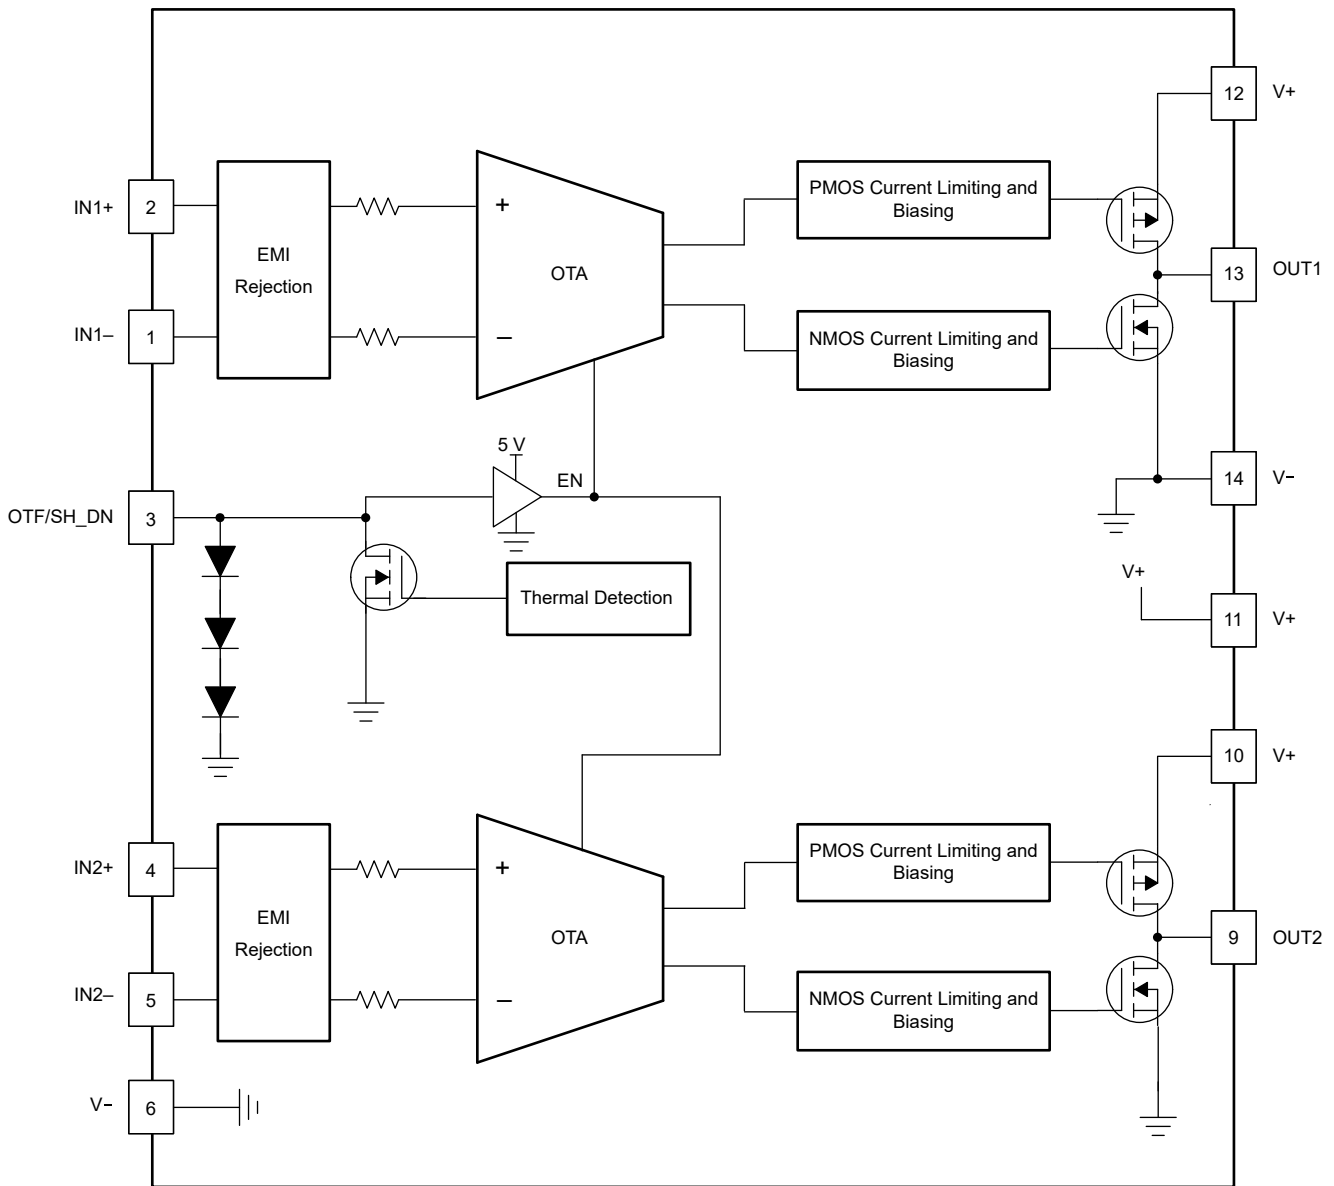 12 V+
PMOS Current Limiting and
Biasing
IN1+ 2
+
EMI
Rejection
OTA
13 OUT1
IN1– 1
–
NMOS Current Limiting and
Biasing
5 V
EN
14 V–
OTF/SH_DN 3
V+
Thermal Detection
11 V+
10 V+
PMOS Current Limiting and
Biasing
IN2+ 4
+
EMI
Rejection
OTA
9 OUT2
IN2– 5
–
NMOS Current Limiting and
Biasing
V– 6